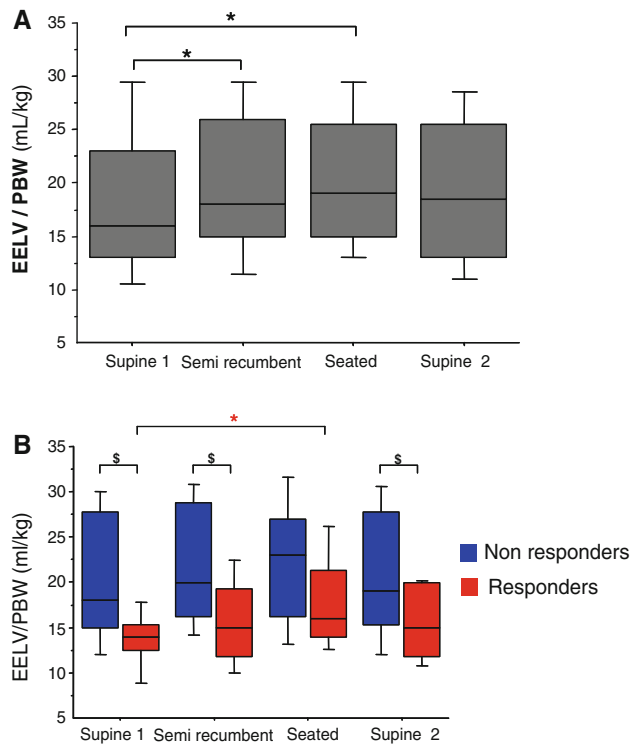 A
*
*
35
30
25
20
15
10
5
EELV / PBW (mL/kg)
Supine 1 Semi recumbent Seated Supine 2
B
*
$ $ $
35
30
25
20
15
10
5
EELV/PBW (ml/kg)
Non responders
Responders
Supine 1 Semi recumbent Seated Supine 2